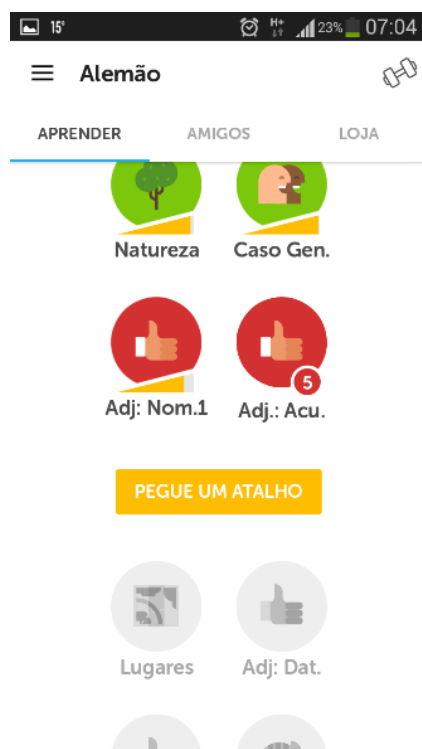 15°
H+
23%
07:04
Alemão
APRENDER
AMIGOS
LOJA
Natureza
Caso Gen.
Adj: Nom.1
5
Adj.: Acu.
PEGUE UM ATALHO
Lugares
Adj: Dat.